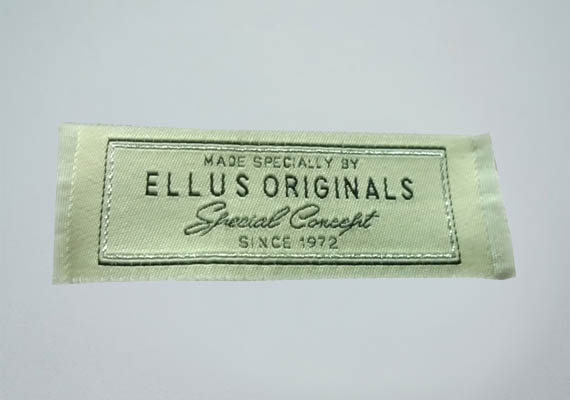 MADE SPECIALLY BY
ELLUS ORIGINALS
Special Concept
SINCE 1972